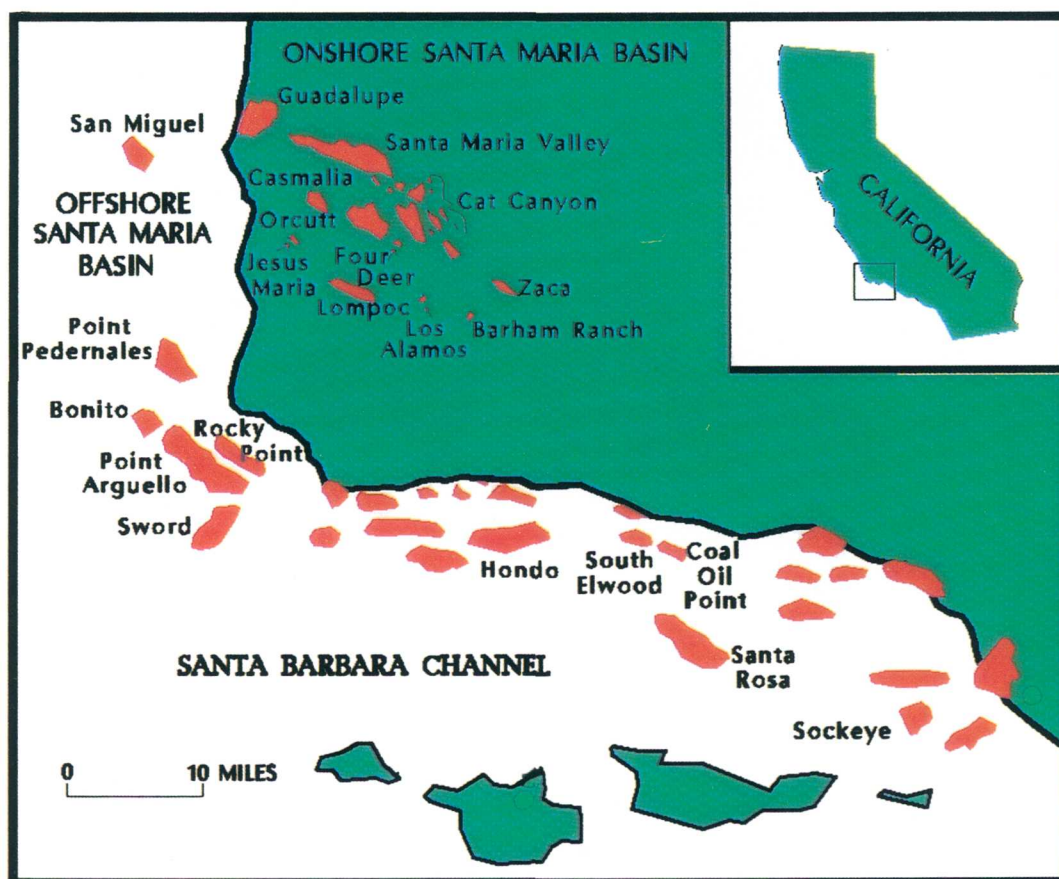 ONSHORE SANTA MARIA BASIN
Guadalupe
San Miguel
Santa Maria Valley
Casmalia
Cat Canyon
OFFSHORE
SANTA MARIA
BASIN
Orcutt
Jesus
Maria
Four
Deer
Lompoc
Zaca
Los
Alamos
Barham Ranch
CALIFORNIA
Point
Pedernales
Bonito
Rocky
Point
Point
Arguello
Sword
Hondo
South
Elwood
Coal
Oil
Point
SANTA BARBARA CHANNEL
Santa
Rosa
Sockeye
0 10 MILES